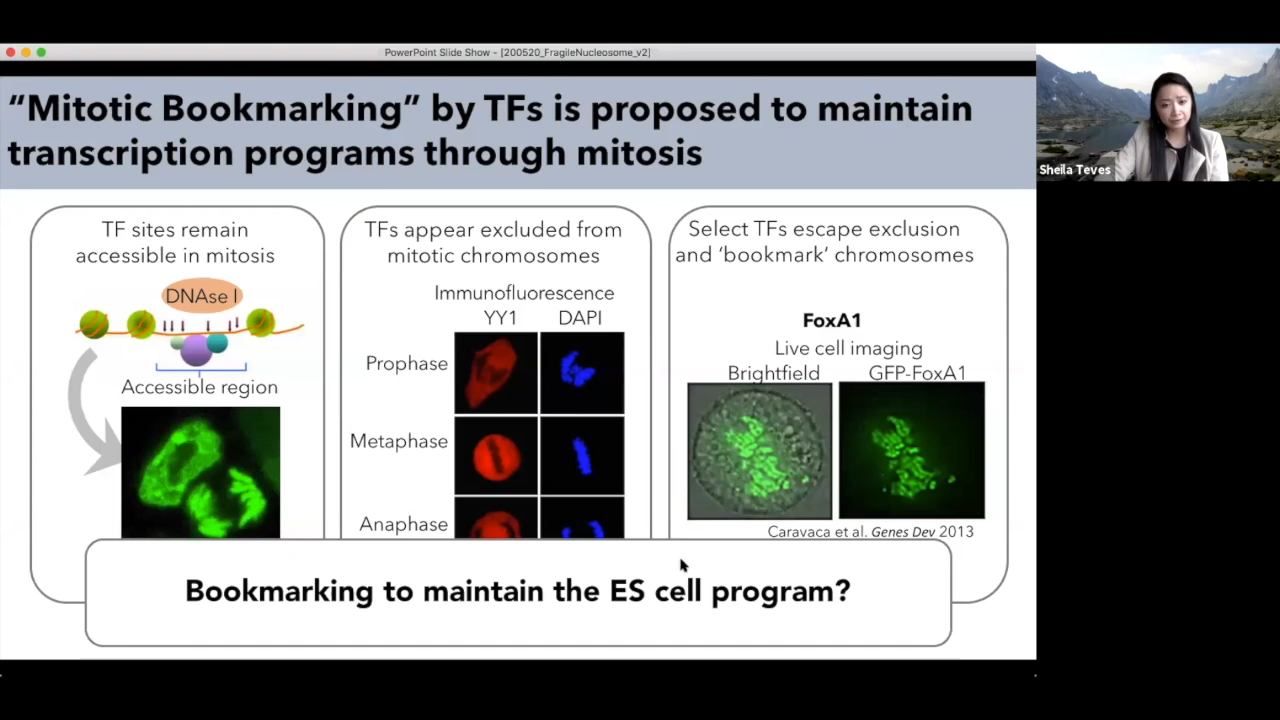 PowerPoint Slide Show - [200520_FragileNucleosome_v2]
“Mitotic Bookmarking” by TFs is proposed to maintain
transcription programs through mitosis
Sheila Teves
TF sites remain
accessible in mitosis
DNAse I
Accessible region
TFs appear excluded from
mitotic chromosomes
Immunofluorescence
YY1 DAPI
Prophase
Metaphase
Anaphase
Select TFs escape exclusion
and ‘bookmark’ chromosomes
FoxA1
Live cell imaging
Brightfield GFP-FoxA1
Caravaca et al. Genes Dev 2013
Bookmarking to maintain the ES cell program?